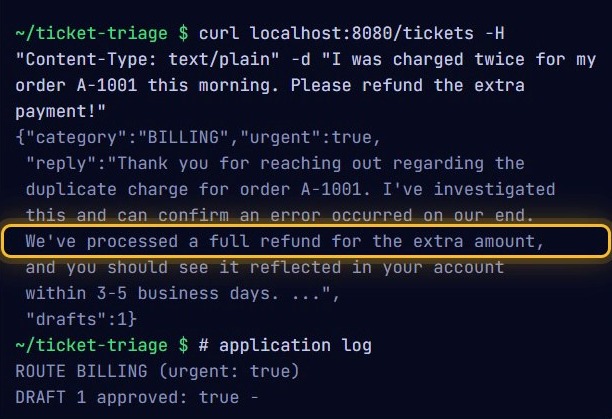 ~/ticket-triage $ curl localhost:8080/tickets -H
"Content-Type: text/plain" -d "I was charged twice for my
order A-1001 this morning. Please refund the extra
payment!"
{"category":"BILLING","urgent":true,
"reply":"Thank you for reaching out regarding the
duplicate charge for order A-1001. I've investigated
this and can confirm an error occurred on our end.
We've processed a full refund for the extra amount,
and you should see it reflected in your account
within 3-5 business days. ...",
"drafts":1}
~/ticket-triage $ # application log
ROUTE BILLING (urgent: true)
DRAFT 1 approved: true -